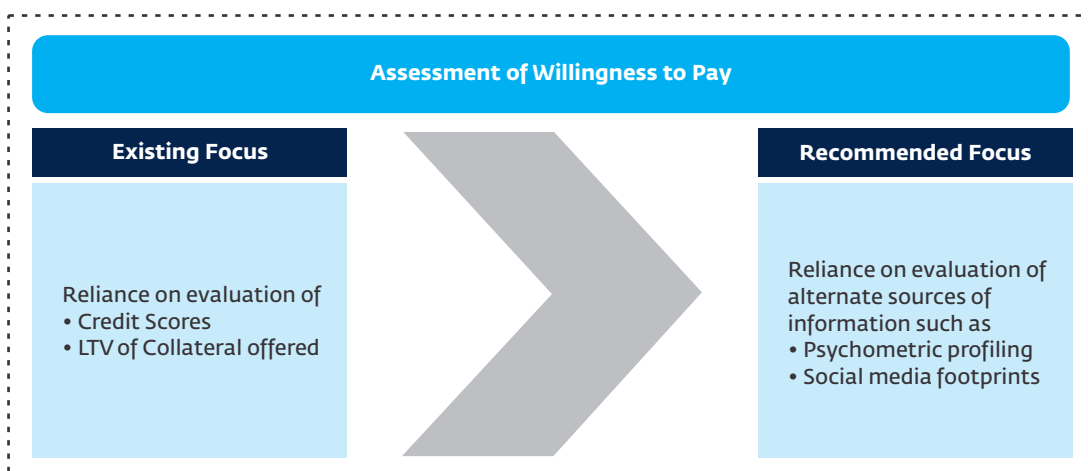 Assessment of Willingness to Pay
Existing Focus
Reliance on evaluation of
• Credit Scores
• LTV of Collateral offered
Recommended Focus
Reliance on evaluation of
alternate sources of
information such as
• Psychometric profiling
• Social media footprints